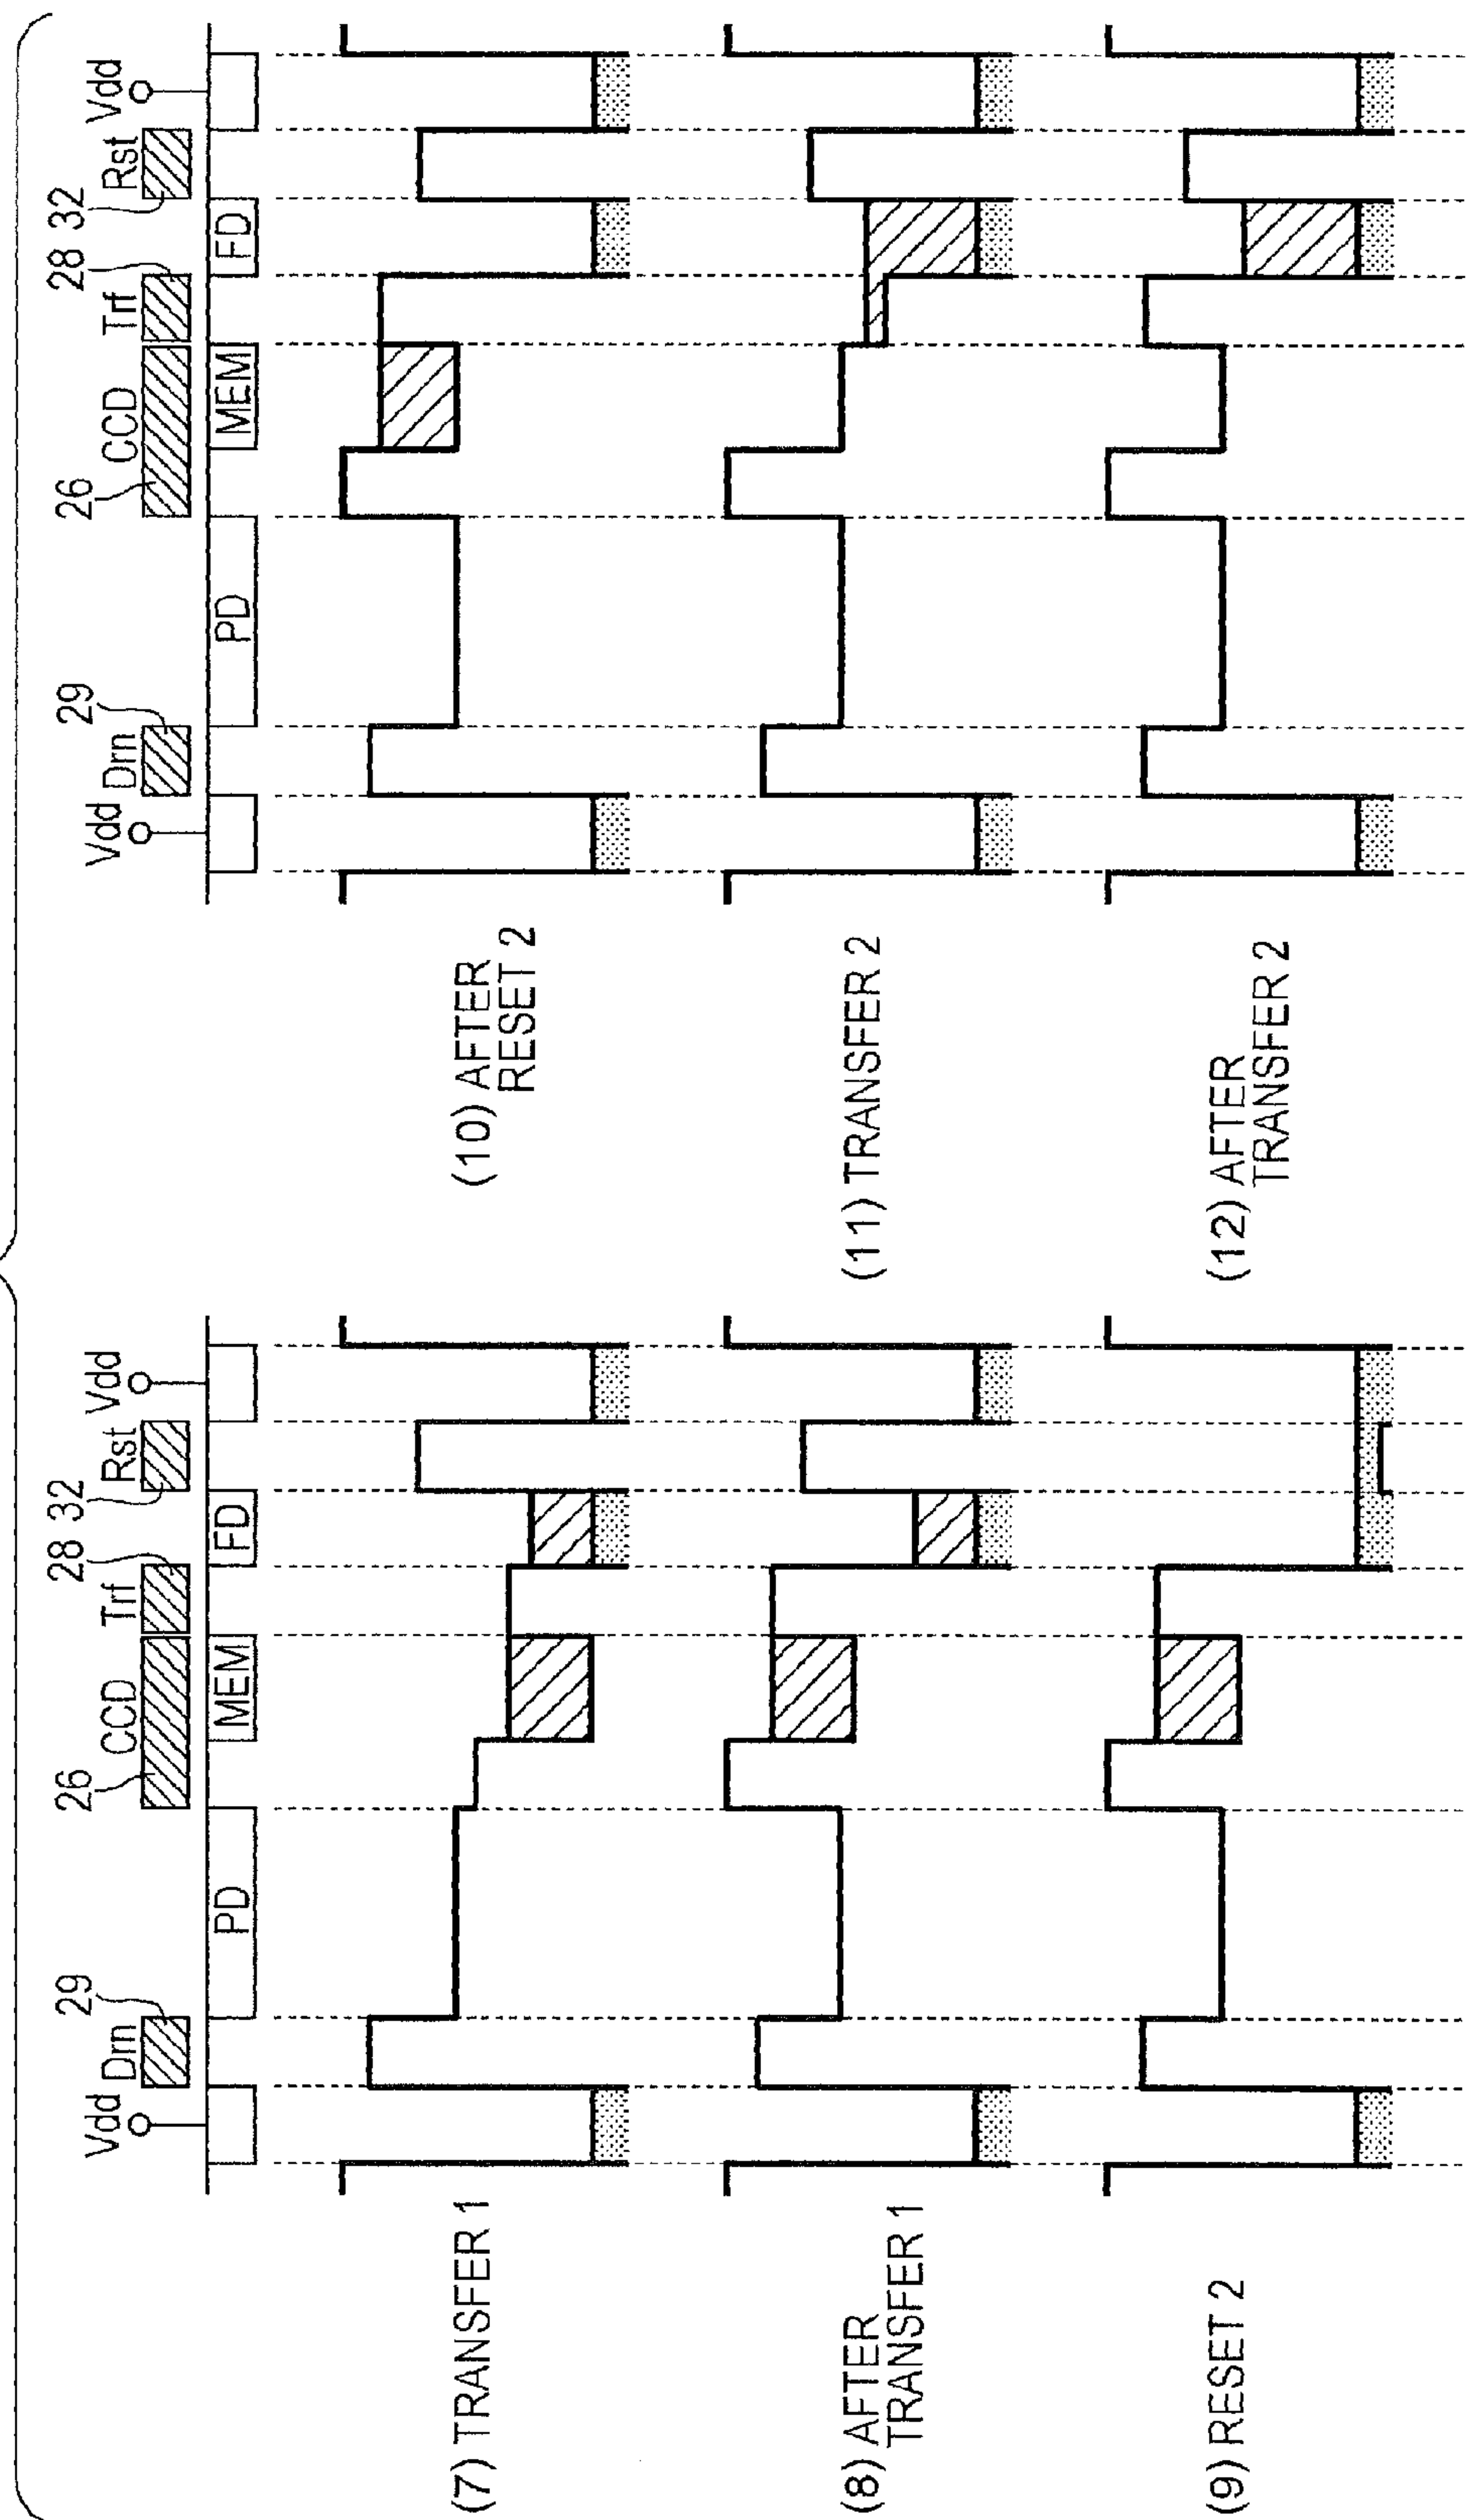 Vdd Drn 29 26 CCD Trf 28 32 Rst Vdd
PD MEM FD
(7) TRANSFER 1
(8) AFTER
TRANSFER 1
(9) RESET 2
Vdd Drn 29 26 CCD Trf 28 32 Rst Vdd
PD MEM FD
(10) AFTER
RESET 2
(11) TRANSFER 2
(12) AFTER
TRANSFER 2